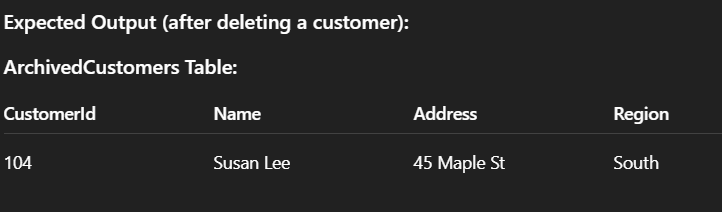 Expected Output (after deleting a customer):
ArchivedCustomers Table:
CustomerId Name Address Region
104 Susan Lee 45 Maple St South